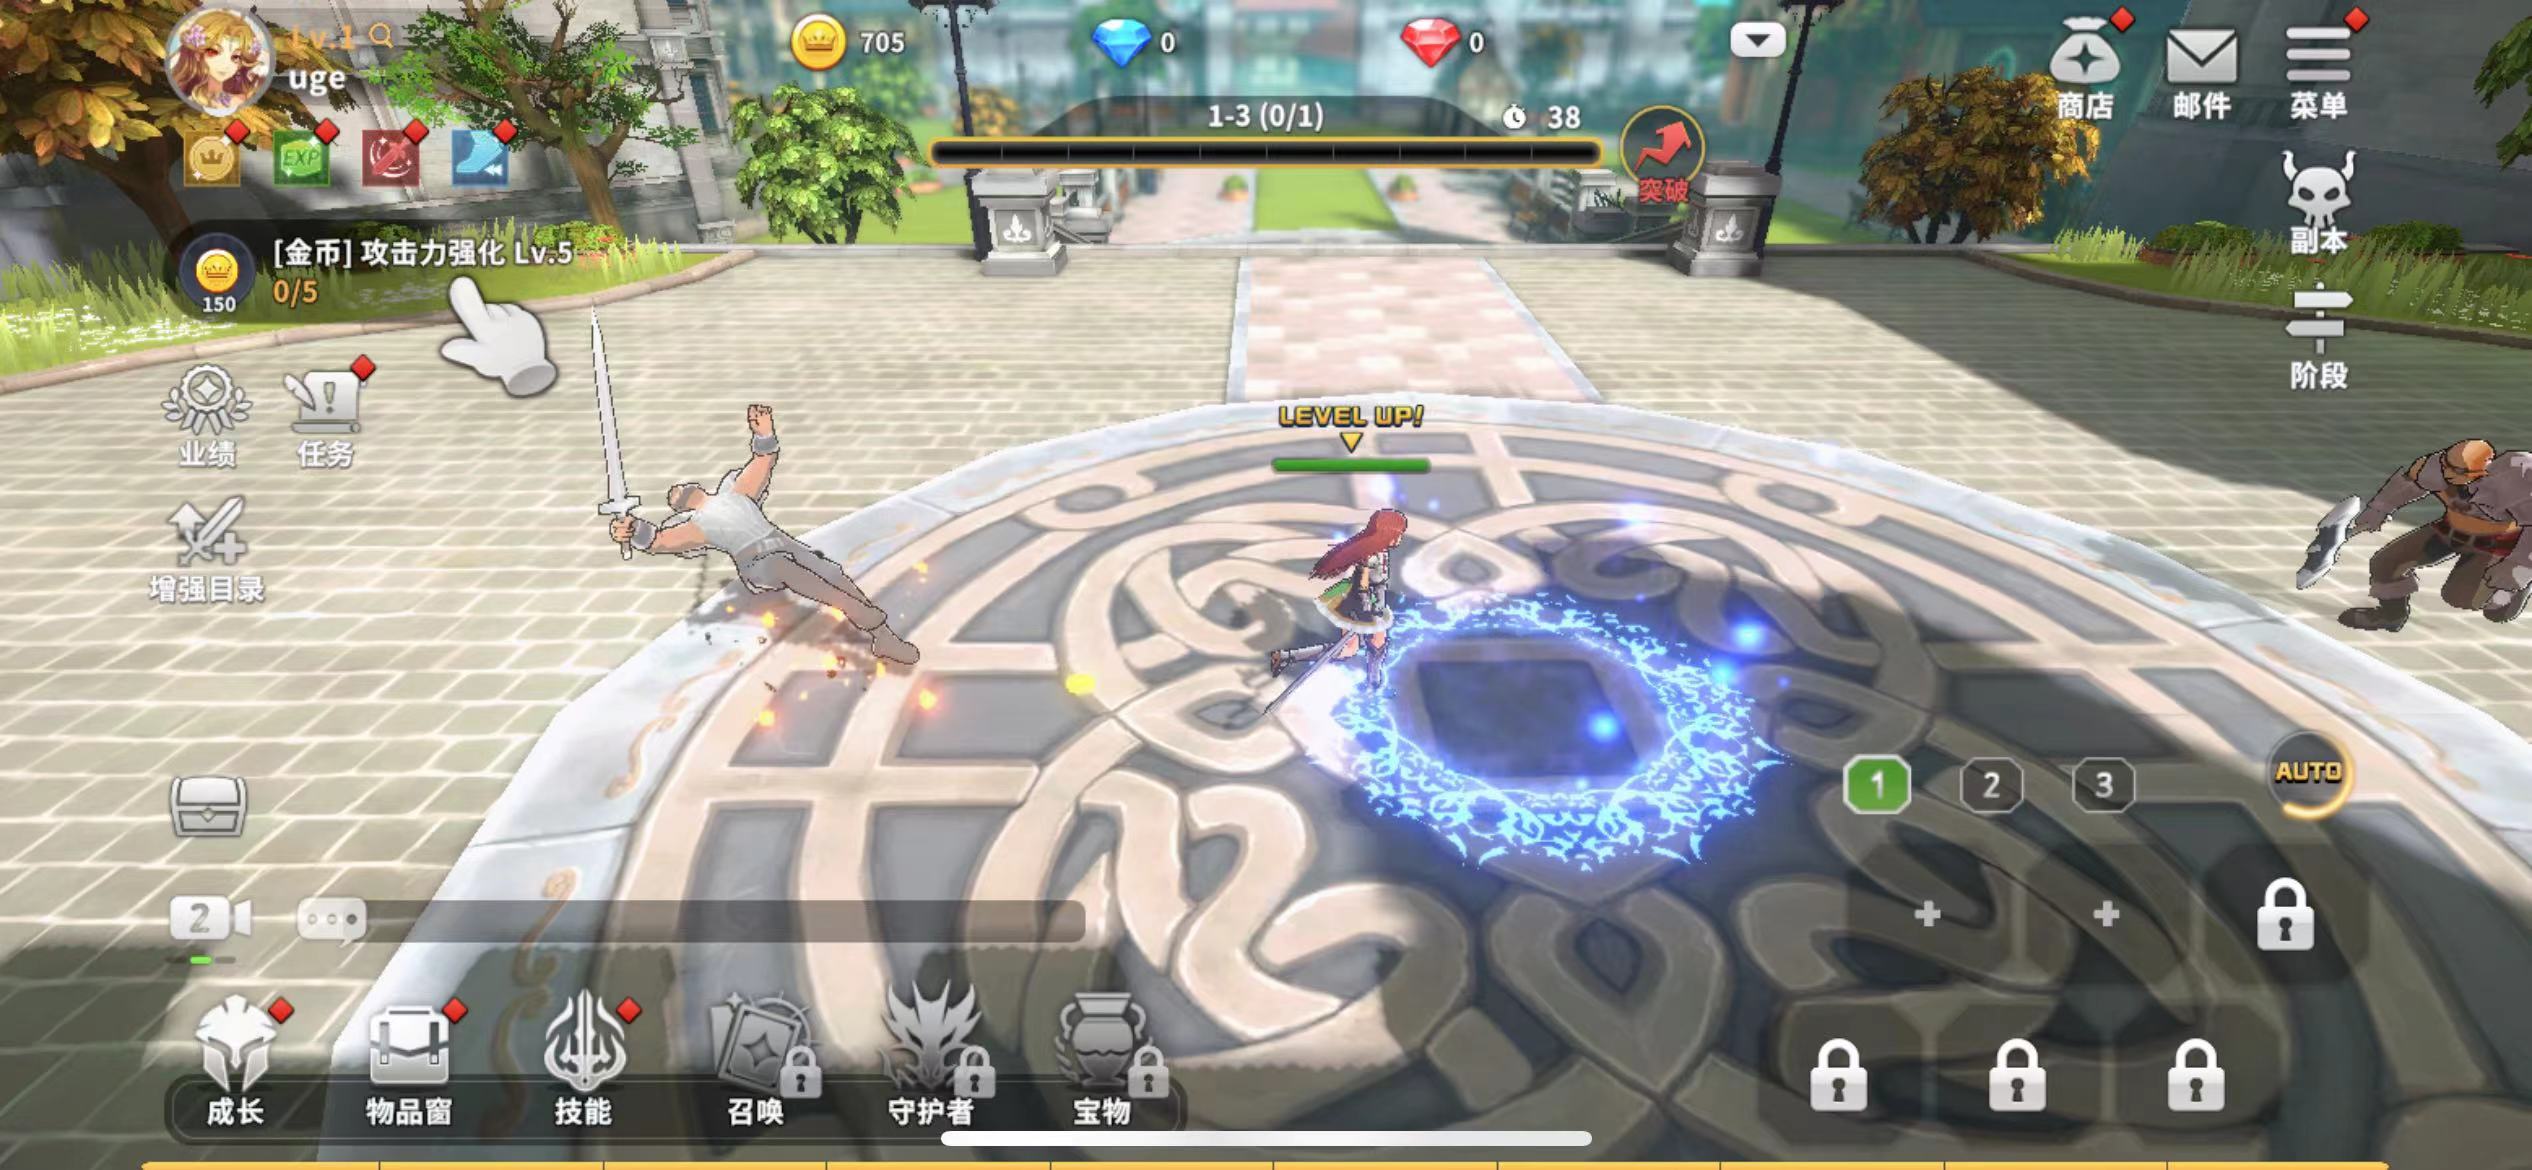 Lv.1
uge
705
0
0
商店
邮件
菜单
EXP
1-3 (0/1)
38
突破
[金币] 攻击力强化 Lv.5
0/5
150
副本
阶段
业绩
任务
LEVEL UP!
增强目录
AUTO
1
2
3
2
成长
物品窗
技能
召唤
守护者
宝物